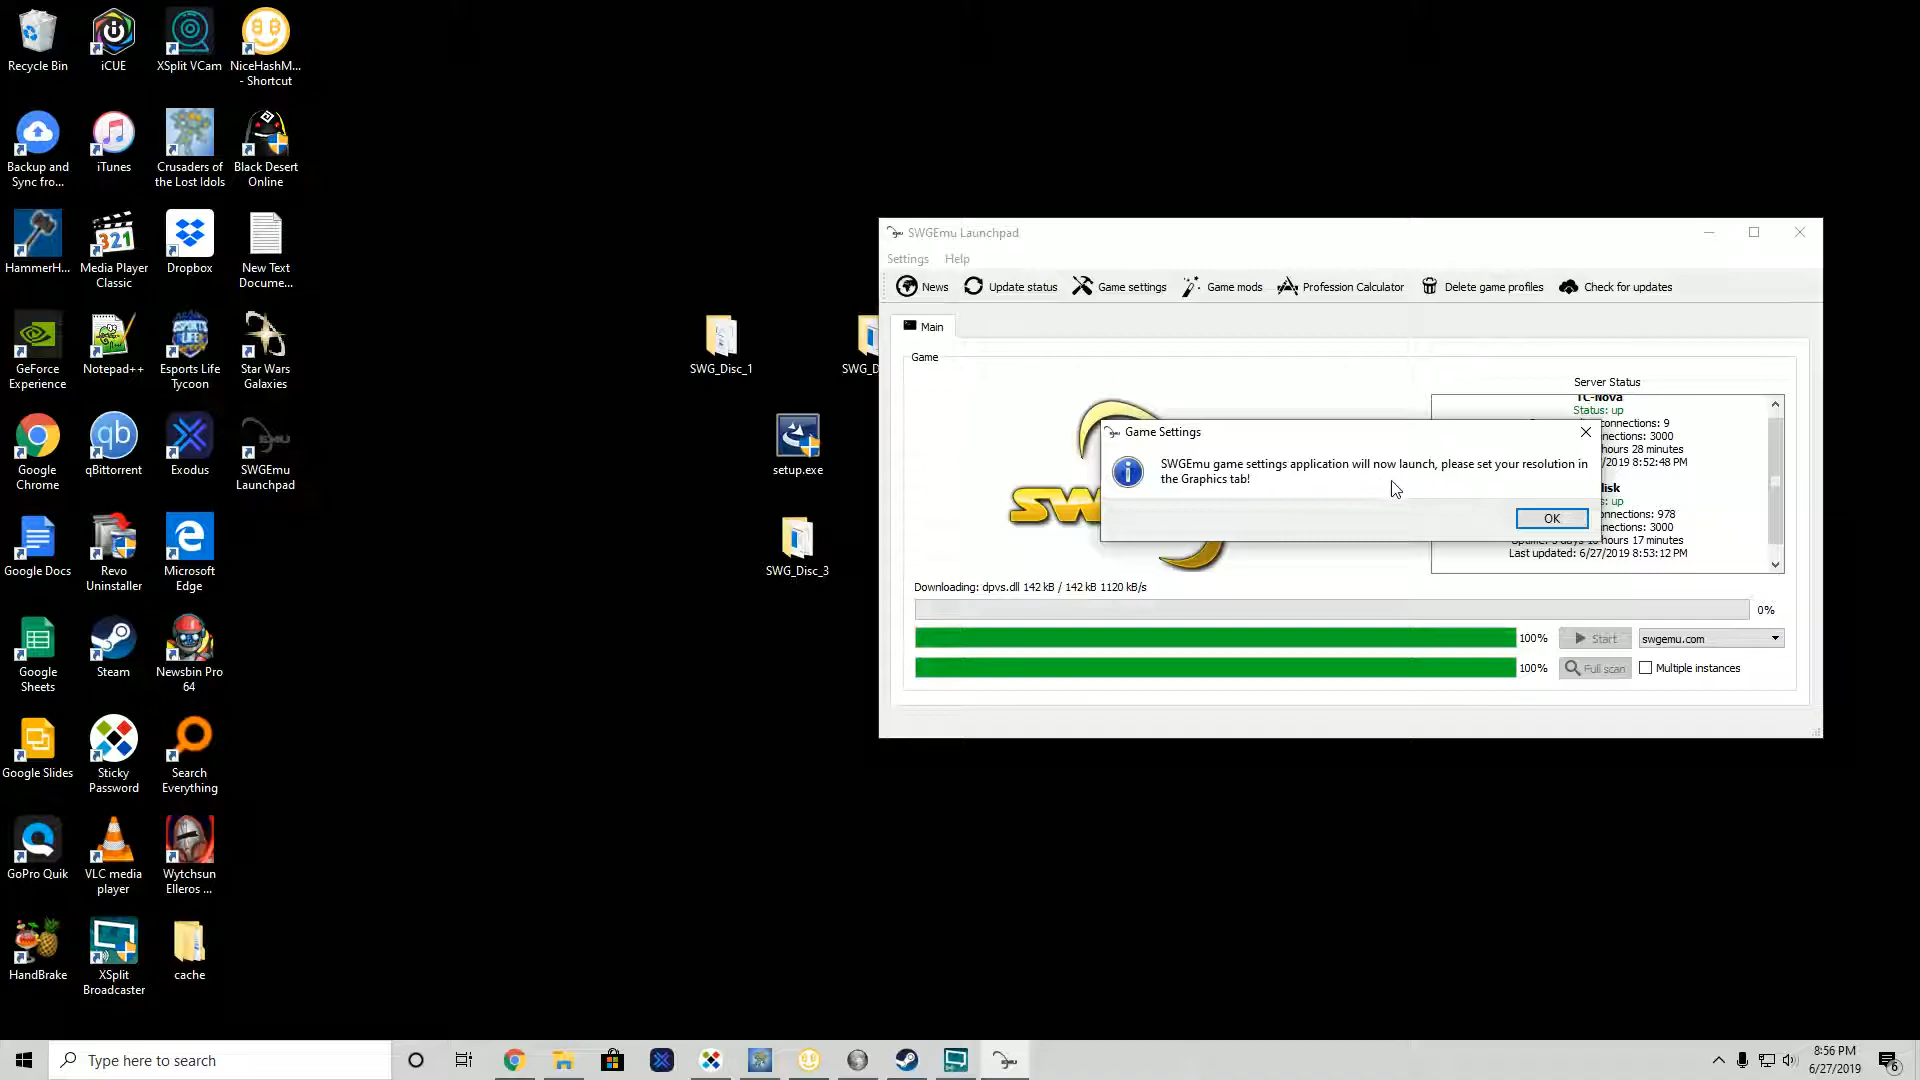 Recycle Bin
iCUE
XSplit VCam
NiceHashM...
- Shortcut
Backup and
Sync fro...
iTunes
Crusaders of
the Lost Idols
Black Desert
Online
HammerH...
Media Player
Classic
Dropbox
New Text
Docume...
GeForce
Experience
Notepad++
Esports Life
Tycoon
Star Wars
Galaxies
Google
Chrome
qBittorrent
Exodus
SWGEmu
Launchpad
Google Docs
Revo
Uninstaller
Microsoft
Edge
Google
Sheets
Steam
Newsbin Pro
64
Google Slides
Sticky
Password
Search
Everything
GoPro Quik
VLC media
player
Wytchsun
Elleros ...
HandBrake
XSplit
Broadcaster
cache
SWG_Disc_1
SWG_D
setup.exe
SWG_Disc_3
SWGEmu Launchpad
Settings Help
News Update status Game settings Game mods Profession Calculator Delete game profiles Check for updates
Main
Game
Server Status
TC-Nova
Status: up
connections: 9
nnections: 3000
hours 28 minutes
/2019 8:52:48 PM
lisk
s: up
onnections: 978
nnections: 3000
hours 17 minutes
Last updated: 6/27/2019 8:53:12 PM
Game Settings
SWGEmu game settings application will now launch, please set your resolution in
the Graphics tab!
OK
SW
Downloading: dpvs.dll 142 kB / 142 kB 1120 kB/s
0%
100% Start swgemu.com
100% Full scan Multiple instances
Type here to search
8:56 PM
6/27/2019
6